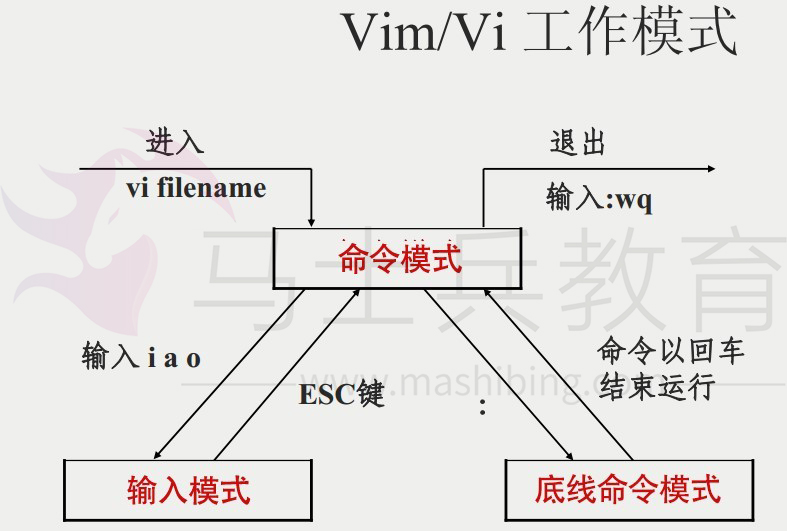 Vim/Vi 工作模式
进入
vi filename
退出
输入:wq
命令模式
马士兵教育
www.mashibing.com
输入 i a o
ESC键
:
命令以回车
结束运行
输入模式
底线命令模式